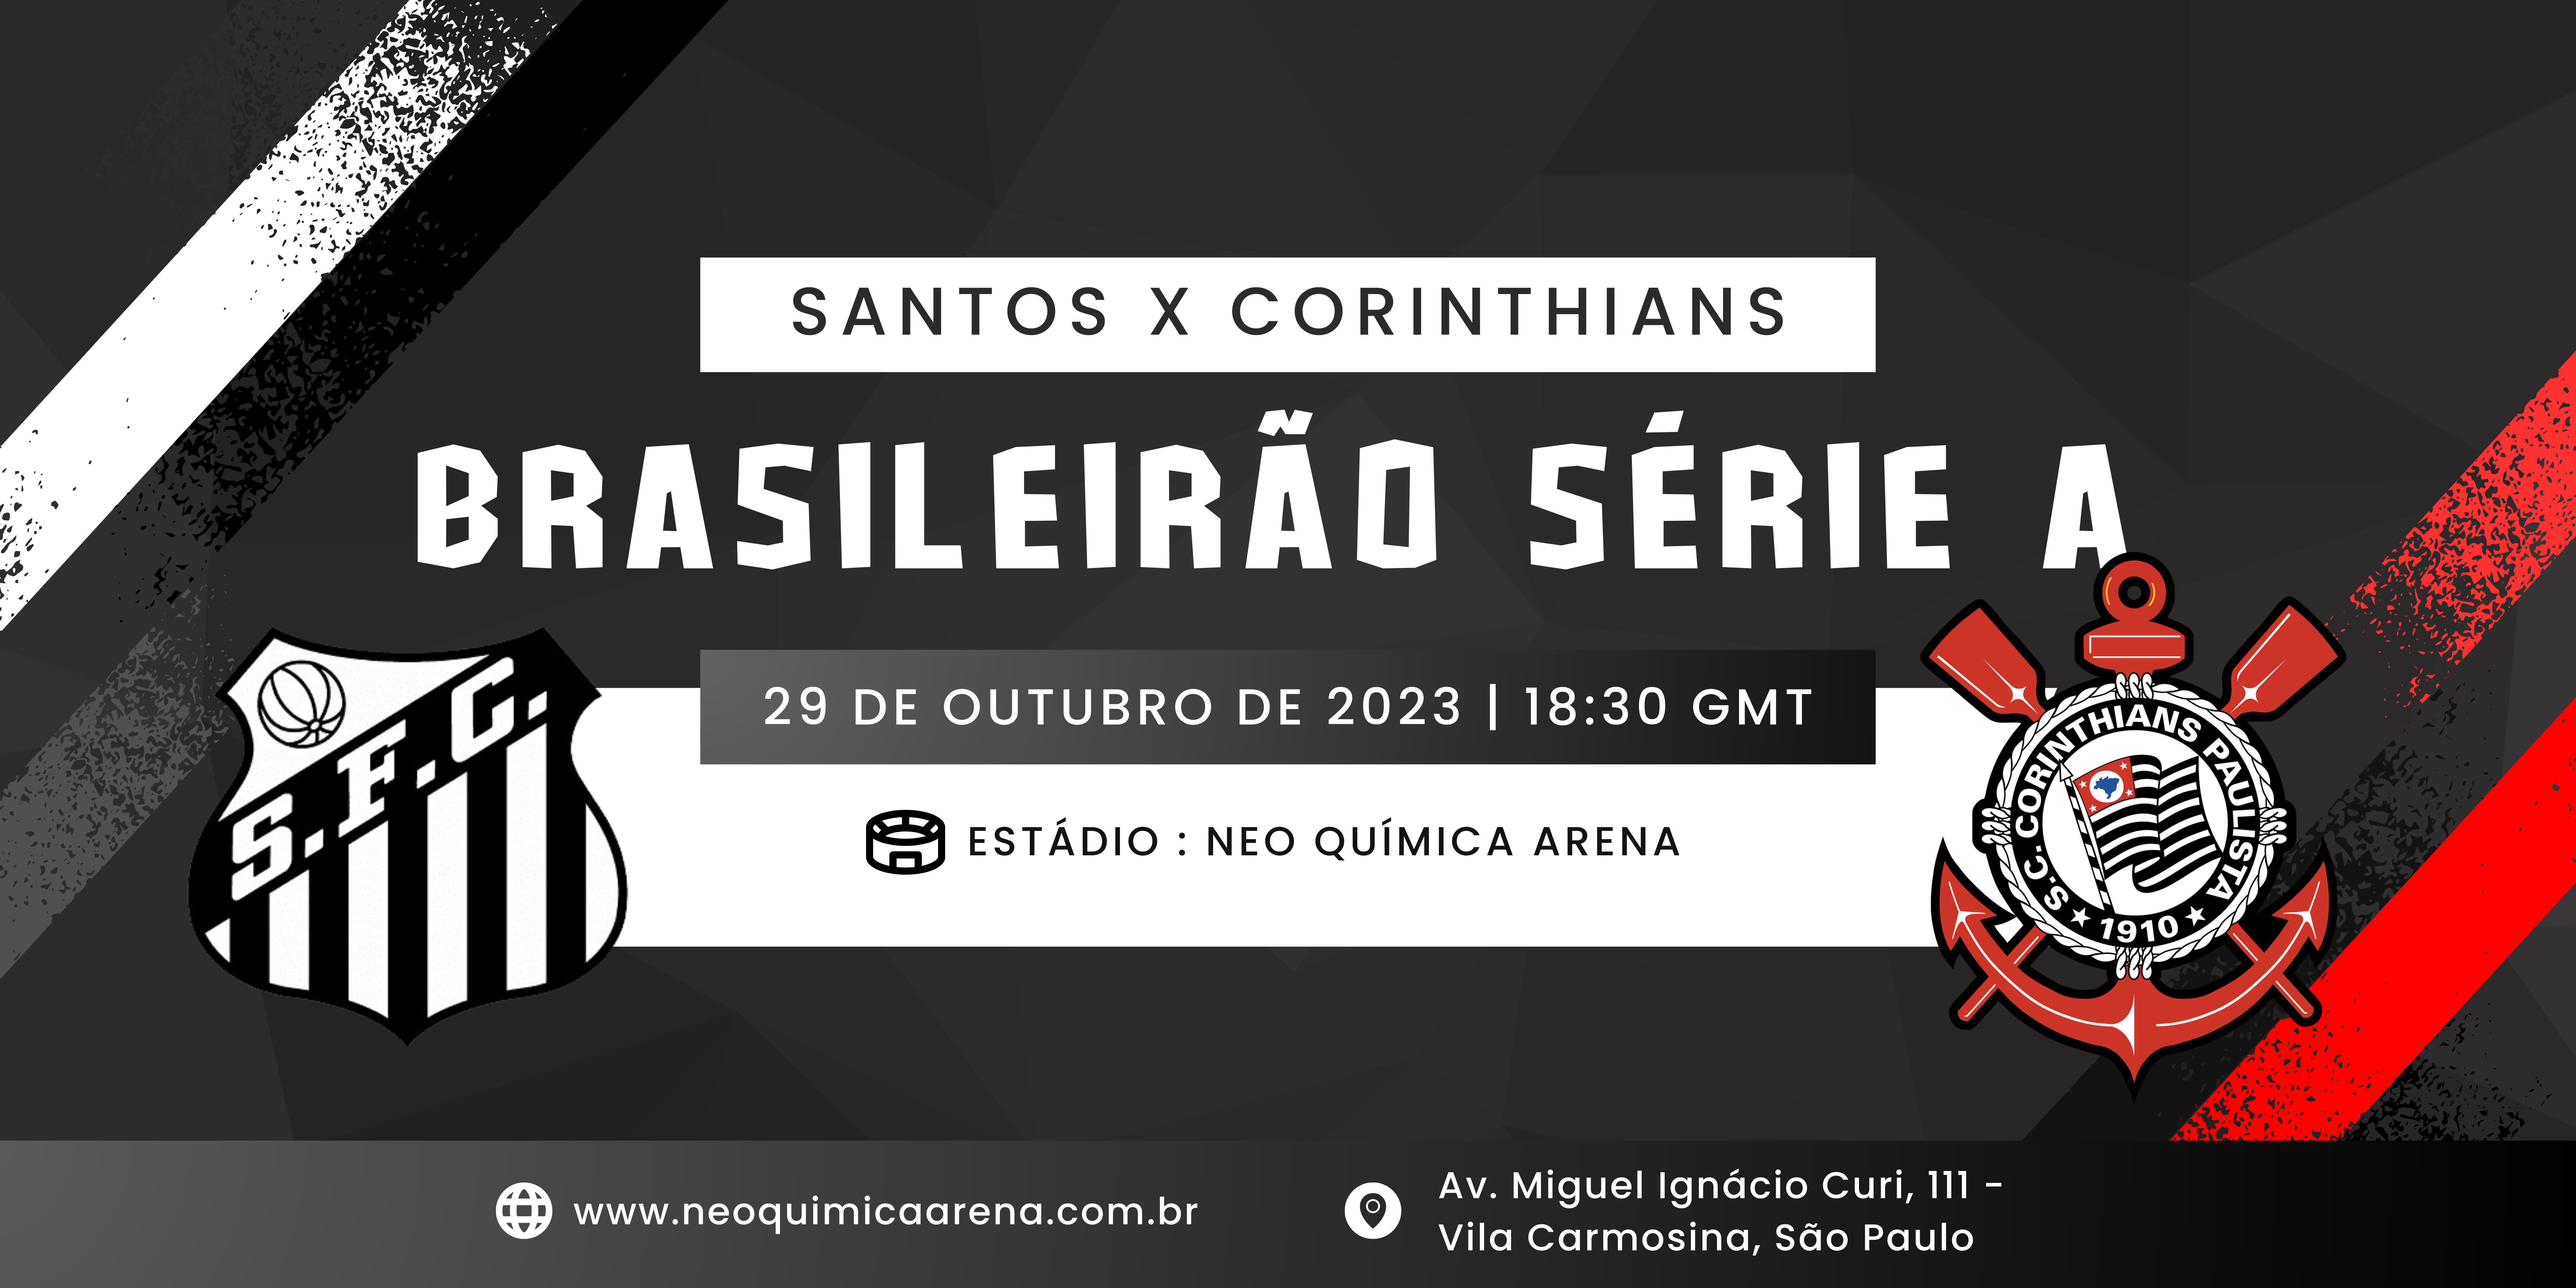 SANTOS X CORINTHIANS
BRASILEIRÃO SÉRIE A
29 DE OUTUBRO DE 2023 | 18:30 GMT
ESTÁDIO : NEO QUÍMICA ARENA
S.F.C.
S.C. CORINTHIANS PAULISTA
1910
www.neoquimicaarena.com.br
Av. Miguel Ignácio Curi, 111 -
Vila Carmosina, São Paulo